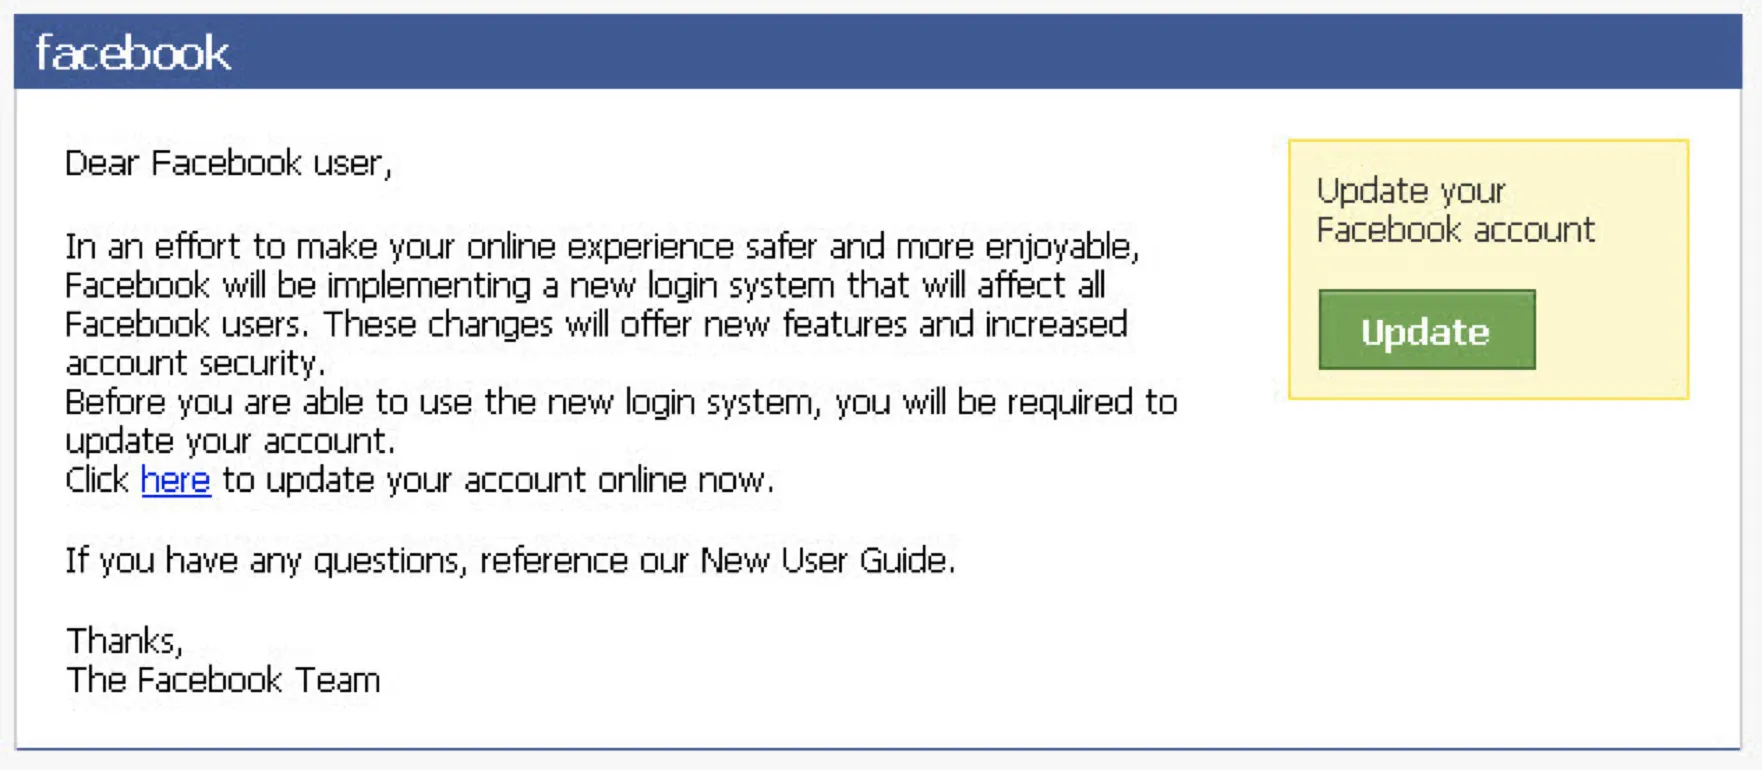 facebook
Dear Facebook user,
In an effort to make your online experience safer and more enjoyable,
Facebook will be implementing a new login system that will affect all
Facebook users. These changes will offer new features and increased
account security.
Before you are able to use the new login system, you will be required to
update your account.
Click here to update your account online now.
If you have any questions, reference our New User Guide.
Thanks,
The Facebook Team
Update your
Facebook account
Update